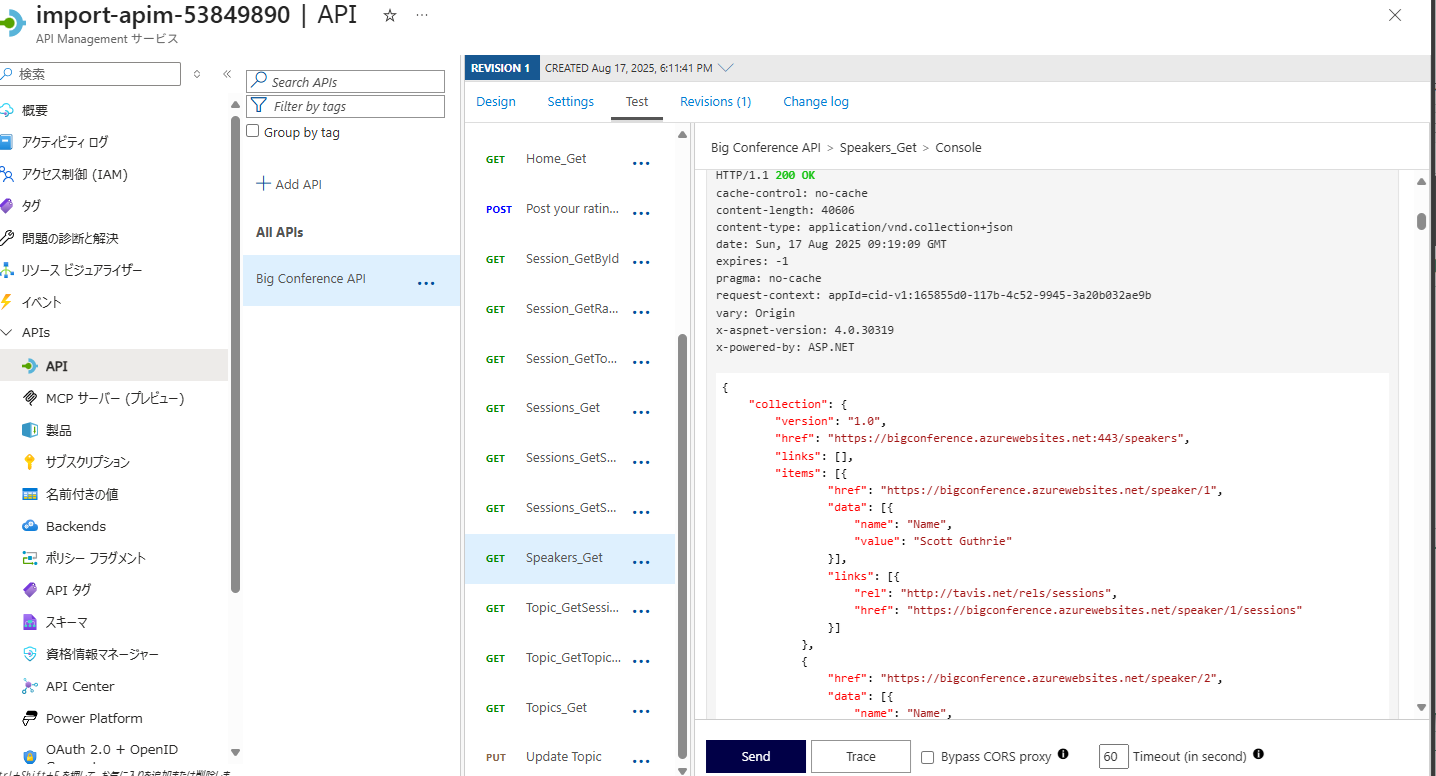 import-apim-53849890 | API
API Management サービス
検索
概要
アクティビティ ログ
アクセス制御 (IAM)
タグ
問題の診断と解決
リソース ビジュアライザー
イベント
APIs
API
MCP サーバー (プレビュー)
製品
サブスクリプション
名前付きの値
Backends
ポリシー フラグメント
API タグ
スキーマ
資格情報マネージャー
API Center
Power Platform
OAuth 2.0 + OpenID
Search APIs
Filter by tags
Group by tag
Add API
All APIs
Big Conference API
REVISION 1 CREATED Aug 17, 2025, 6:11:41 PM
Design Settings Test Revisions (1) Change log
GET Home_Get
POST Post your ratin...
GET Session_GetById
GET Session_GetRa...
GET Session_GetTo...
GET Sessions_Get
GET Sessions_GetS...
GET Sessions_GetS...
GET Speakers_Get
GET Topic_GetSessi...
GET Topic_GetTopic...
GET Topics_Get
PUT Update Topic
Big Conference API > Speakers_Get > Console
HTTP/1.1 200 OK
cache-control: no-cache
content-length: 40606
content-type: application/vnd.collection+json
date: Sun, 17 Aug 2025 09:19:09 GMT
expires: -1
pragma: no-cache
request-context: appId=cid-v1:165855d0-117b-4c52-9945-3a20b032ae9b
vary: Origin
x-aspnet-version: 4.0.30319
x-powered-by: ASP.NET
{
"collection": {
"version": "1.0",
"href": "https://bigconference.azurewebsites.net:443/speakers",
"links": [],
"items": [{
"href": "https://bigconference.azurewebsites.net/speaker/1",
"data": [{
"name": "Name",
"value": "Scott Guthrie"
}],
"links": [{
"rel": "http://tavis.net/rels/sessions",
"href": "https://bigconference.azurewebsites.net/speaker/1/sessions"
}]
},
{
"href": "https://bigconference.azurewebsites.net/speaker/2",
"data": [{
"name": "Name",
Send Trace Bypass CORS proxy 60 Timeout (in second)